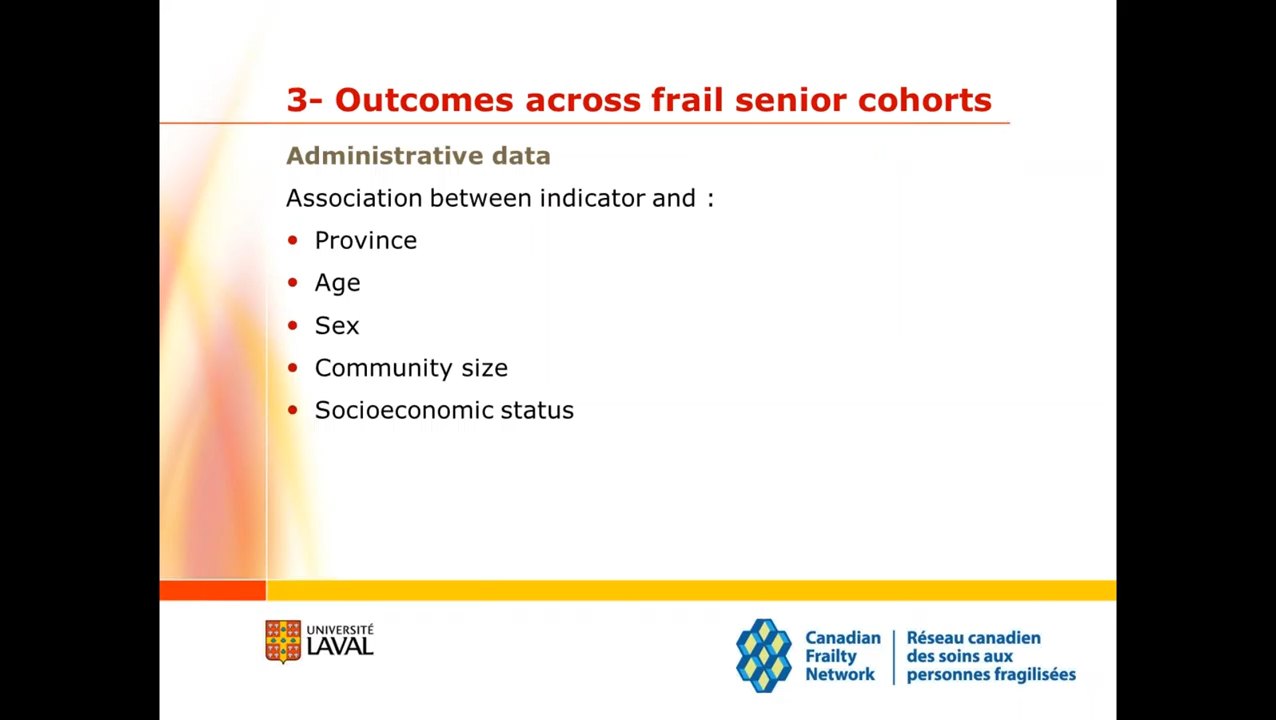 3- Outcomes across frail senior cohorts
Administrative data
Association between indicator and :
• Province
• Age
• Sex
• Community size
• Socioeconomic status
UNIVERSITÉ
LAVAL
Canadian
Frailty
Network
Réseau canadien
des soins aux
personnes fragilisées